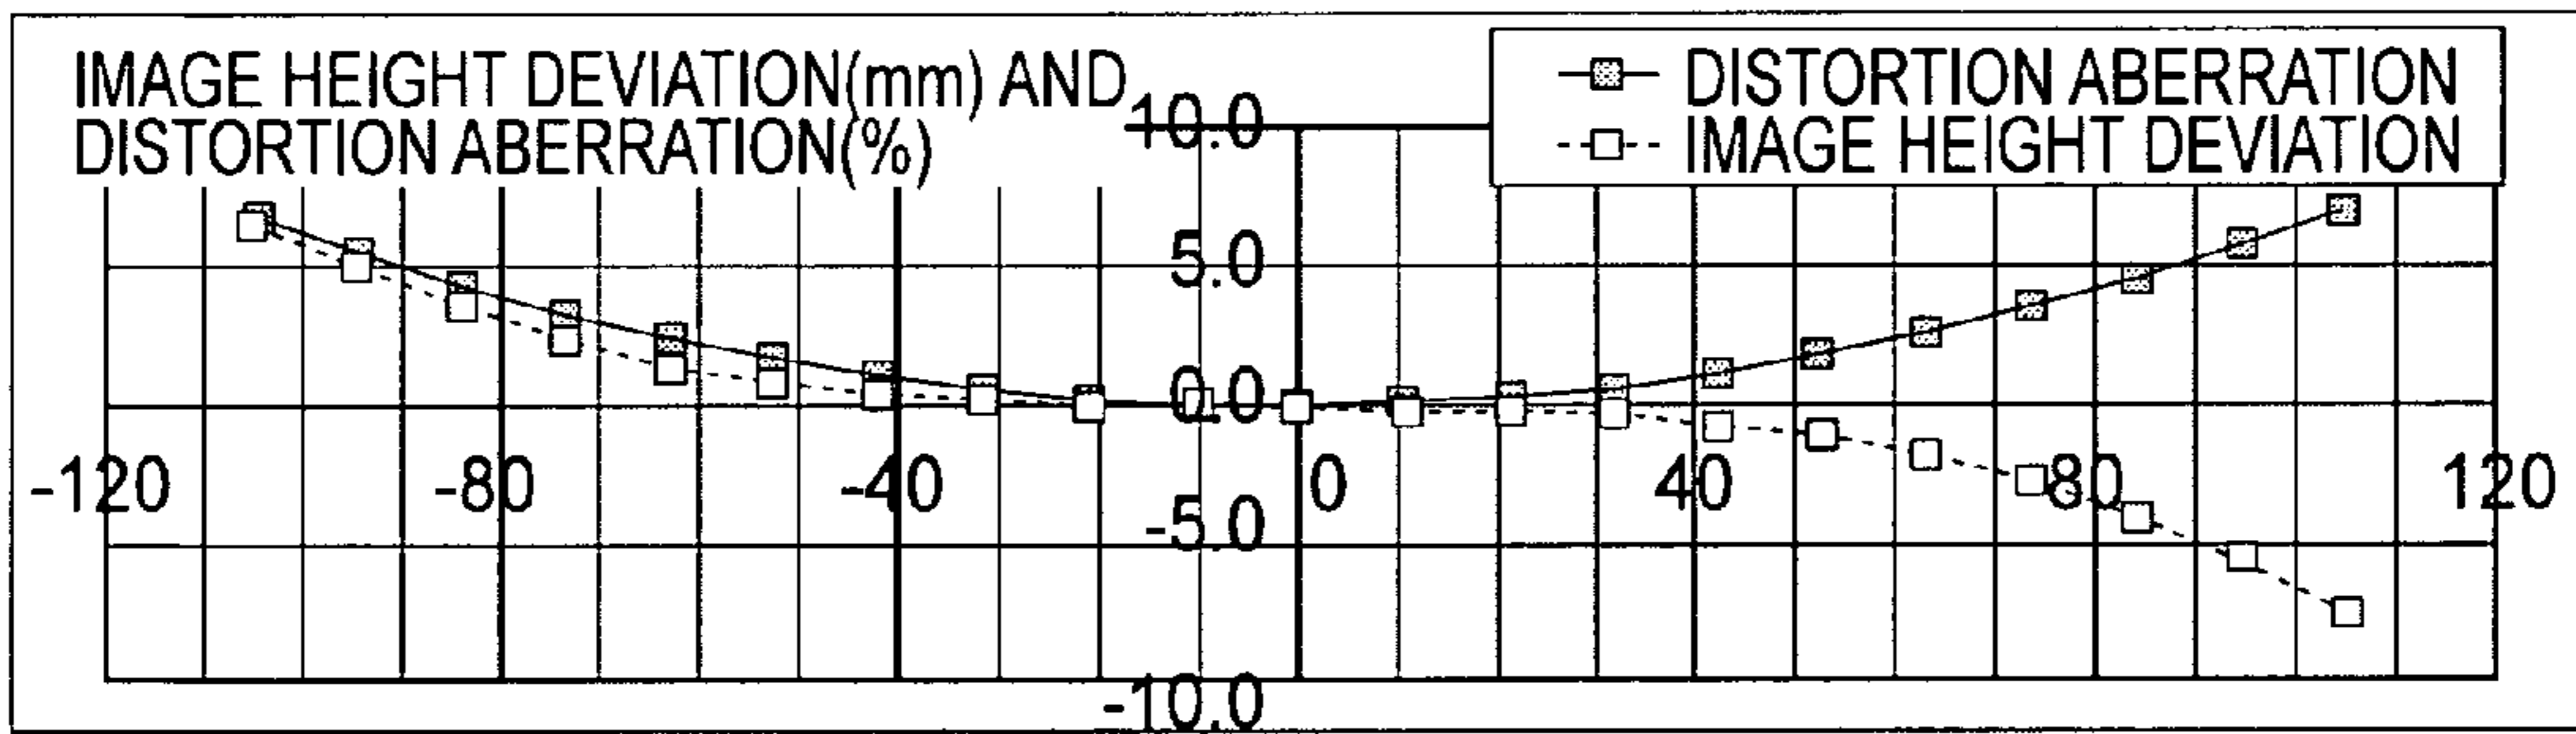 IMAGE HEIGHT DEVIATION(mm) AND
DISTORTION ABERRATION(%)
DISTORTION ABERRATION
IMAGE HEIGHT DEVIATION
10.0
5.0
0.0
-120 -80 -40 0 40 80 120
-5.0
-10.0